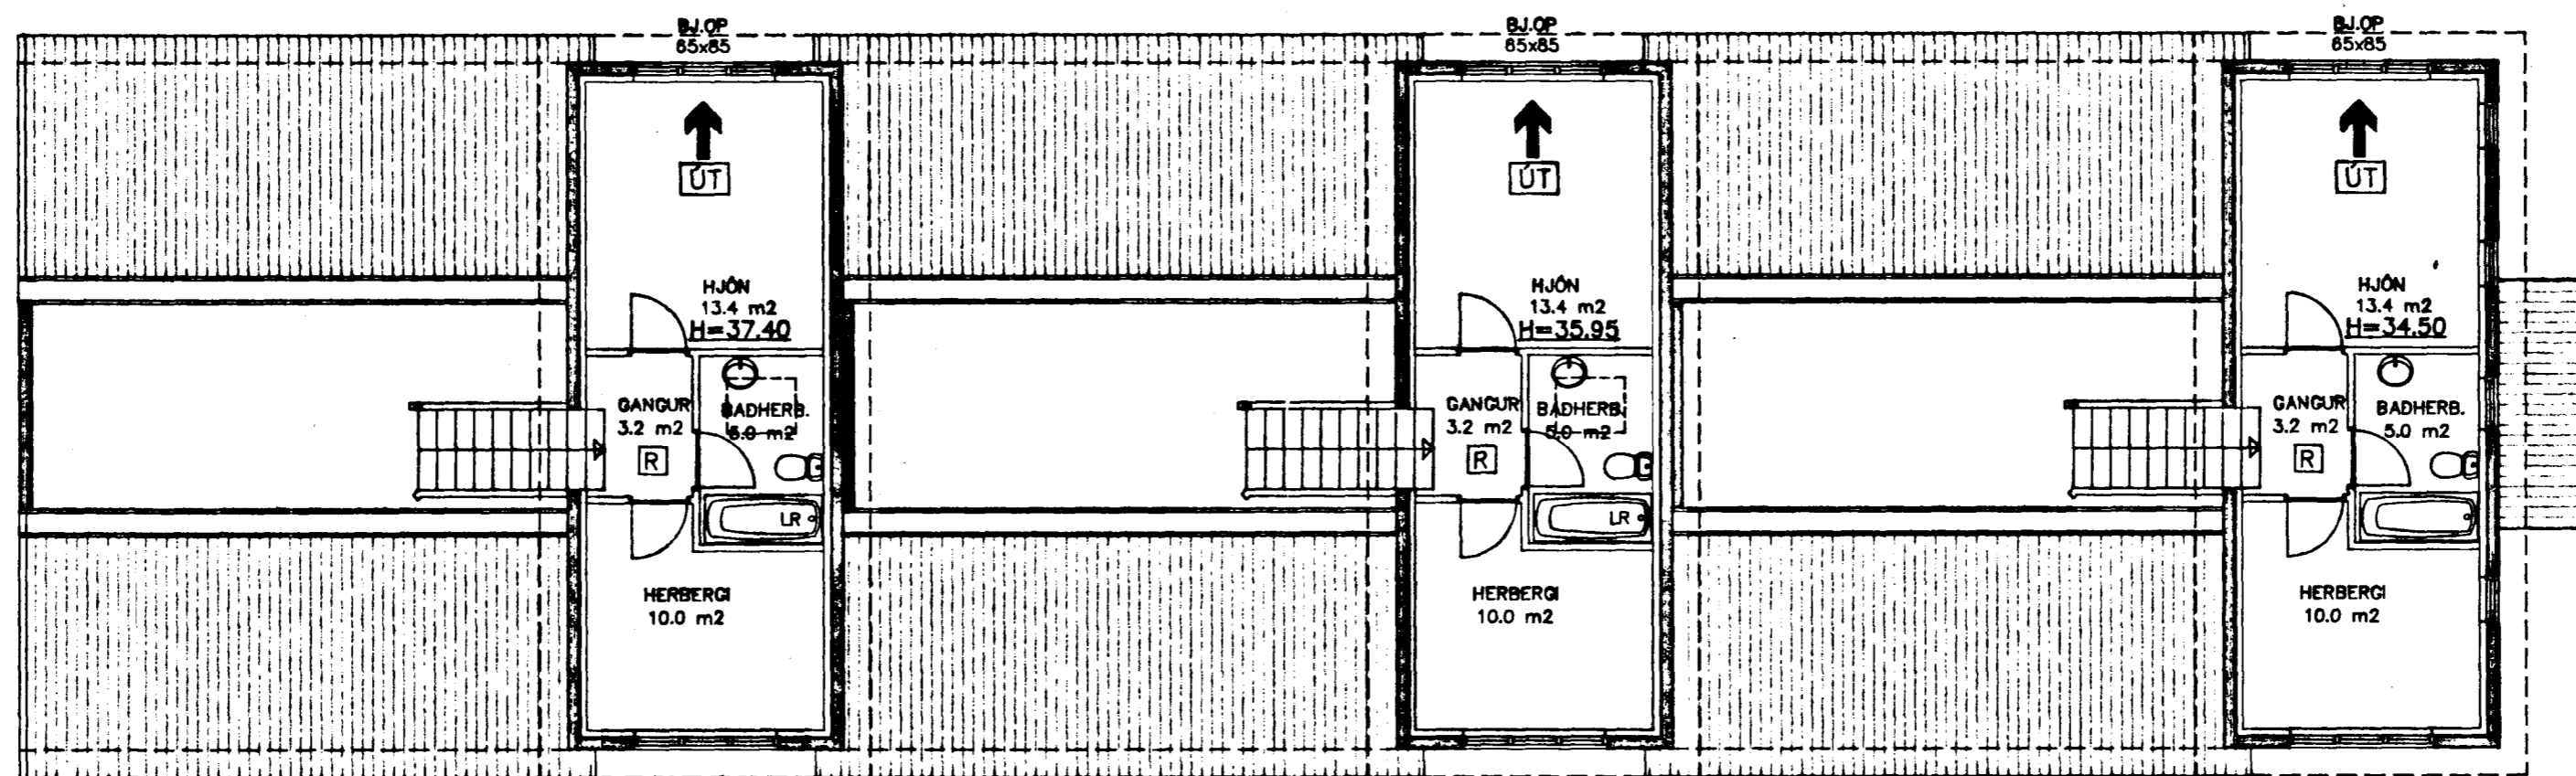 BJ.OP
65x85
ÚT
HJÓN
13.4 m2
H=37.40
GANGUR
3.2 m2
R
BADHERB.
5.0 m2
LR
HERBERGI
10.0 m2
BJ.OP
65x85
ÚT
HJÓN
13.4 m2
H=35.95
GANGUR
3.2 m2
R
BADHERB.
5.0 m2
LR
HERBERGI
10.0 m2
BJ.OP
65x85
ÚT
HJÓN
13.4 m2
H=34.50
GANGUR
3.2 m2
R
BADHERB.
5.0 m2
HERBERGI
10.0 m2